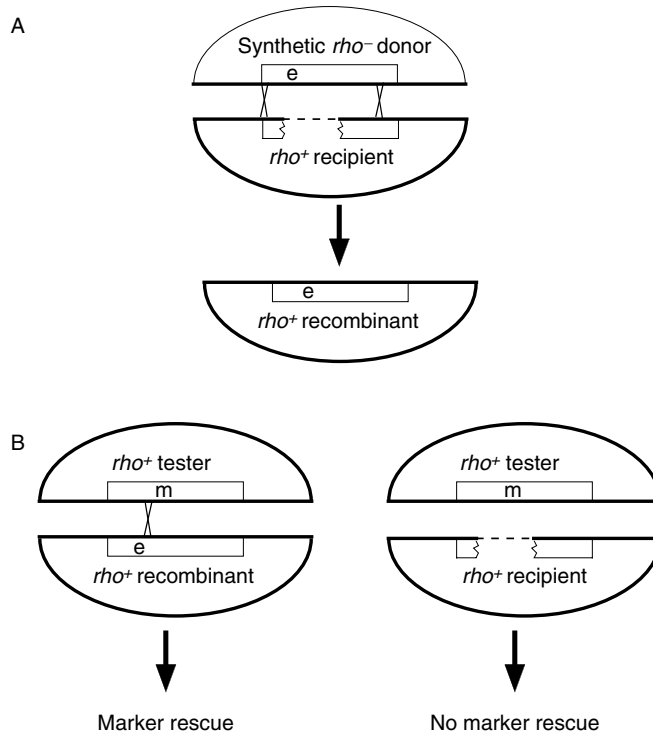 A
Synthetic rho– donor
e
rho+ recipient
e
rho+ recombinant
B
rho+ tester
m
e
rho+ recombinant
Marker rescue
rho+ tester
m
rho+ recipient
No marker rescue